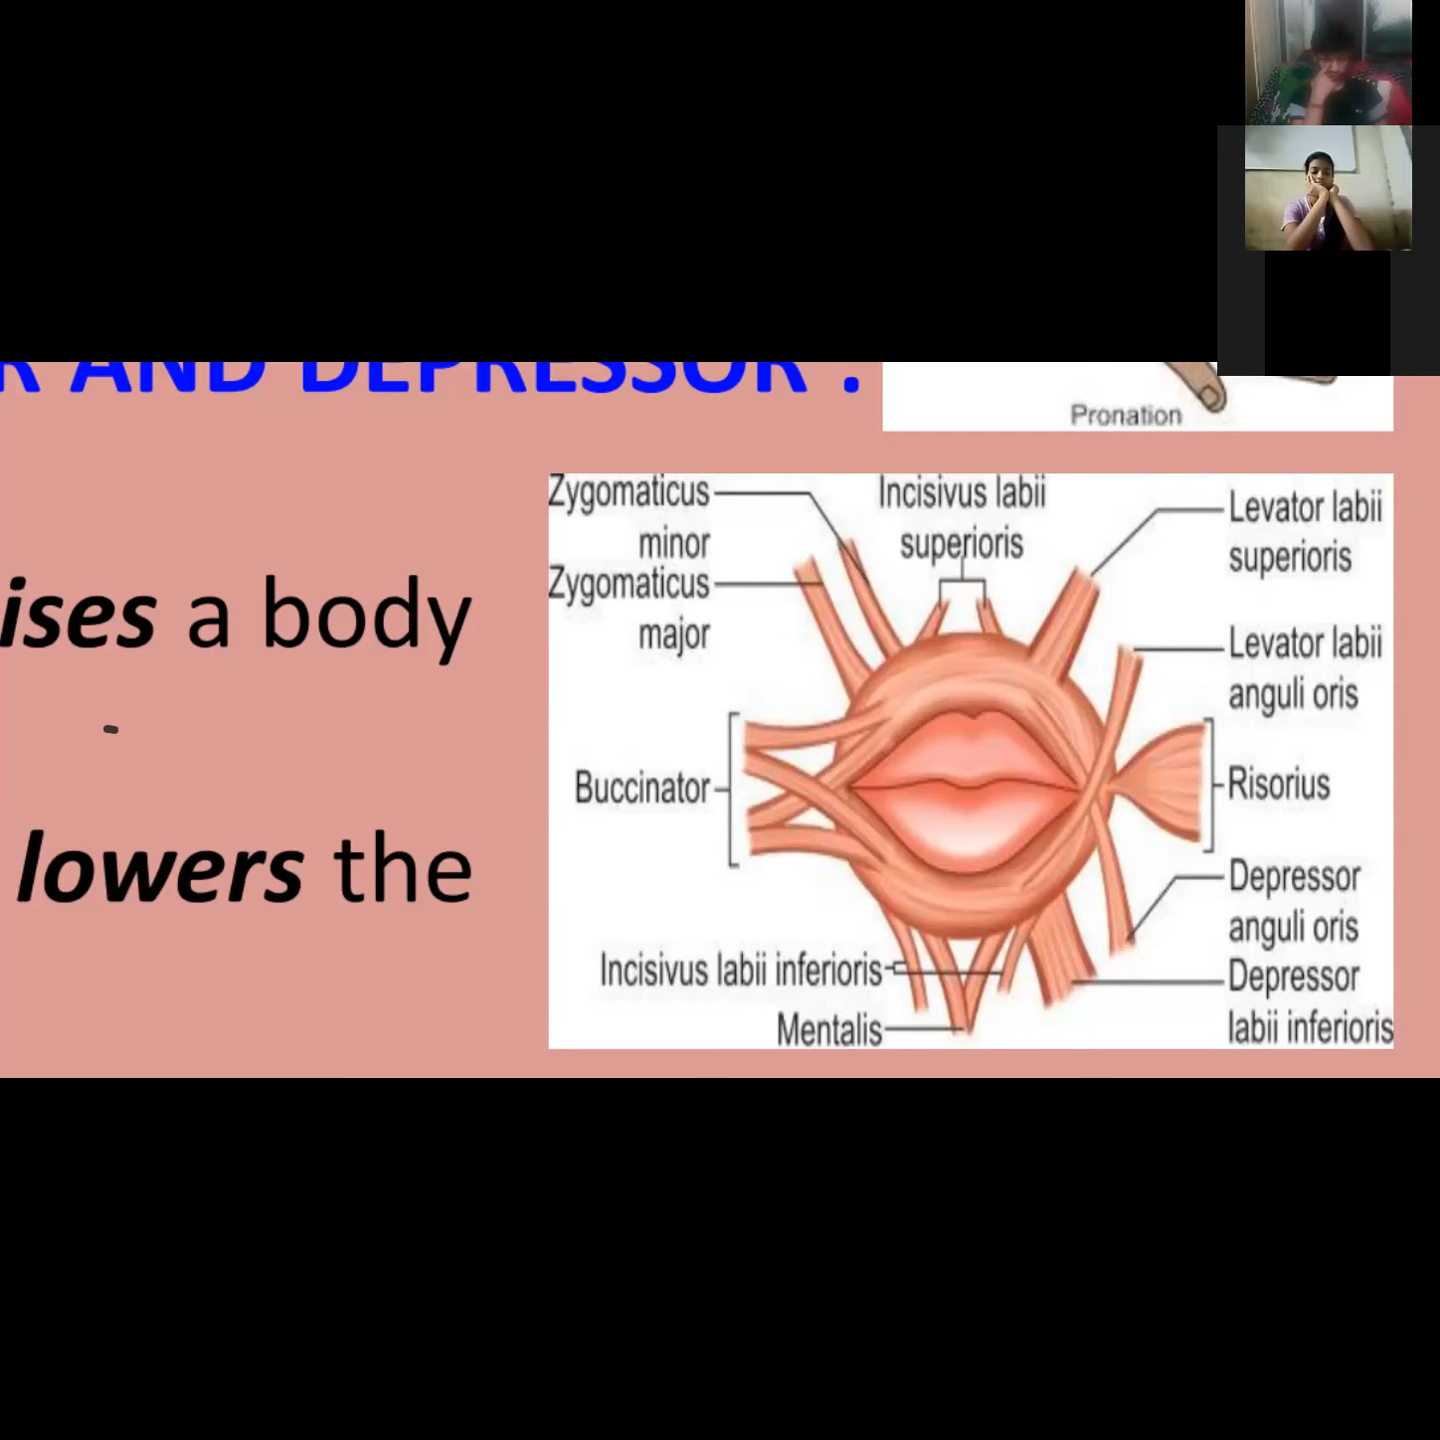 R AND DEPRESSOR :
Pronation
ises a body
lowers the
Zygomaticus
minor
Zygomaticus
major
Incisivus labii
superioris
Levator labii
superioris
Levator labii
anguli oris
Buccinator
Risorius
Depressor
anguli oris
Incisivus labii inferioris
Depressor
labii inferioris
Mentalis